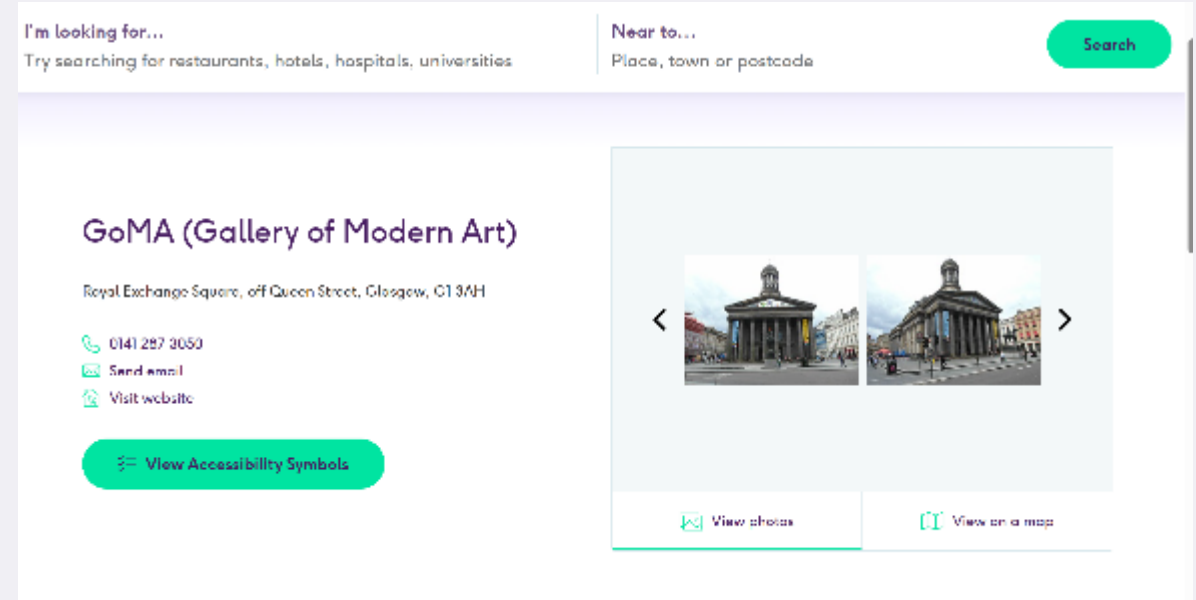 I'm looking for...
Try searching for restaurants, hotels, hospitals, universities
Near to...
Place, town or postcode
Search
GoMA (Gallery of Modern Art)
Royal Exchange Square, off Queen Street, Glasgow, G1 3AH
0141 287 3050
Send email
Visit website
View Accessibility Symbols
View photos
View on a map